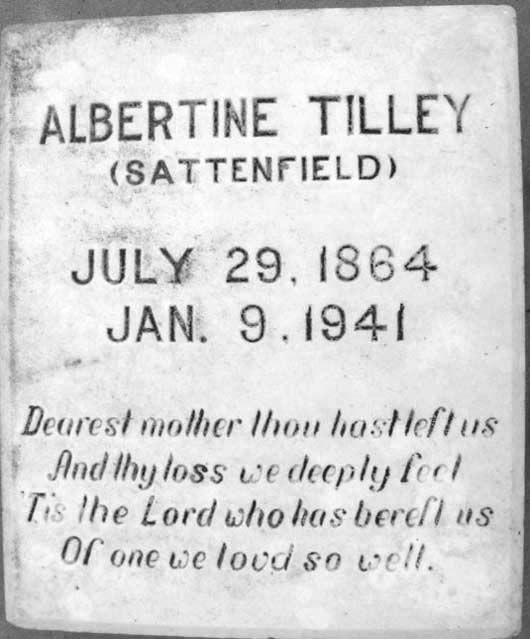 ALBERTINE TILLEY
(SATTENFIELD)
JULY 29, 1864
JAN. 9, 1941
Dearest mother thou hast left us
And thy loss we deeply feel
'Tis the Lord who has bereft us
Of one we lovd so well.